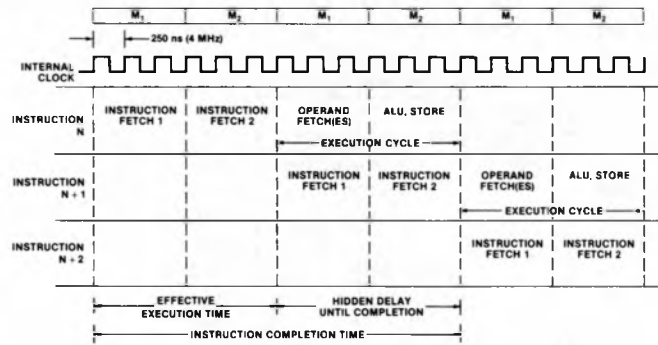 M1 M2 M1 M2 M1 M2
250 ns (4 MHz)
INTERNAL
CLOCK
INSTRUCTION
N
INSTRUCTION
FETCH 1
INSTRUCTION
FETCH 2
OPERAND
FETCH(ES)
ALU, STORE
EXECUTION CYCLE
INSTRUCTION
N + 1
INSTRUCTION
FETCH 1
INSTRUCTION
FETCH 2
OPERAND
FETCH(ES)
ALU, STORE
EXECUTION CYCLE
INSTRUCTION
N + 2
INSTRUCTION
FETCH 1
INSTRUCTION
FETCH 2
EFFECTIVE
EXECUTION TIME
HIDDEN DELAY
UNTIL COMPLETION
INSTRUCTION COMPLETION TIME